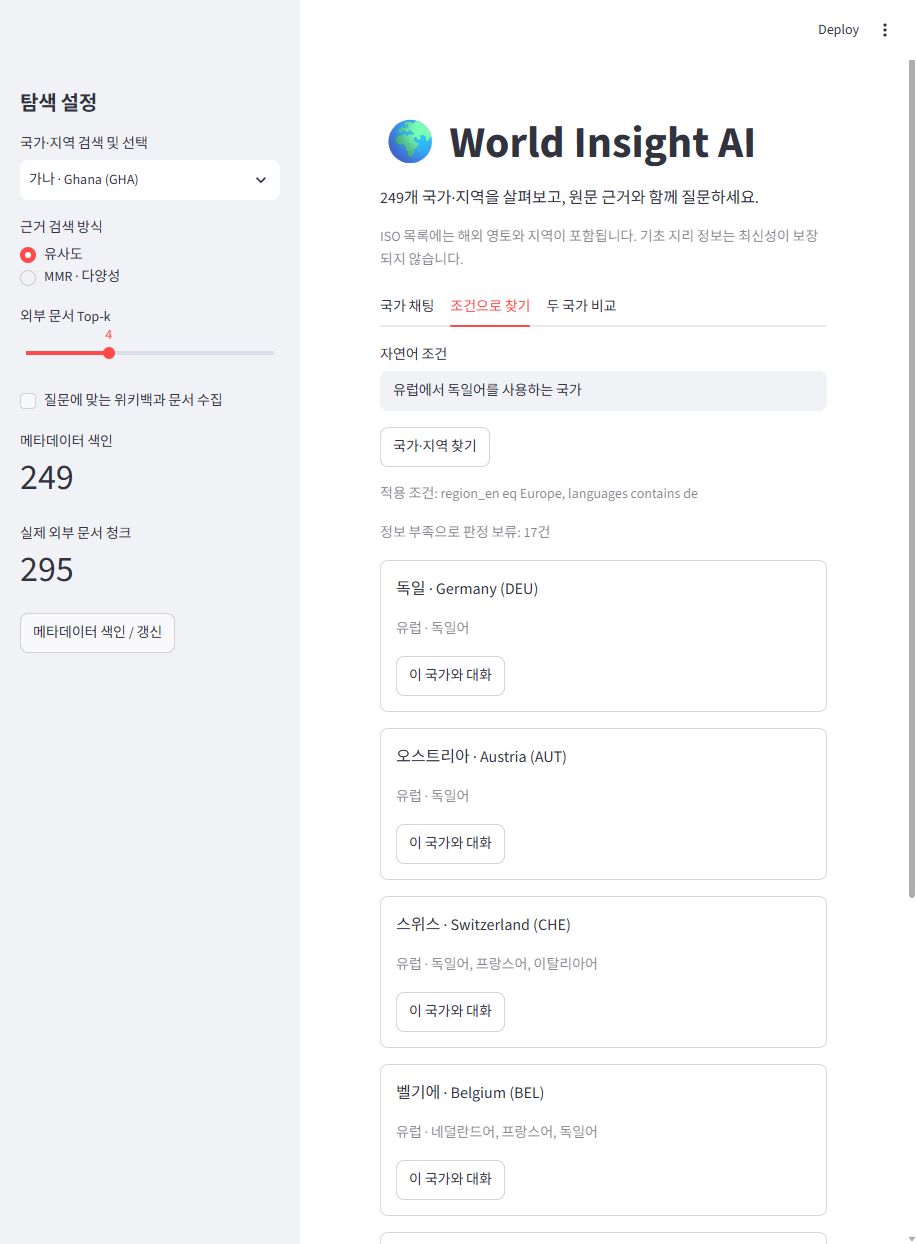 Deploy
탐색 설정
국가·지역 검색 및 선택
가나 · Ghana (GHA)
근거 검색 방식
유사도
MMR · 다양성
외부 문서 Top-k
4
질문에 맞는 위키백과 문서 수집
메타데이터 색인
249
실제 외부 문서 청크
295
메타데이터 색인 / 갱신
World Insight AI
249개 국가·지역을 살펴보고, 원문 근거와 함께 질문하세요.
ISO 목록에는 해외 영토와 지역이 포함됩니다. 기초 지리 정보는 최신성이 보장
되지 않습니다.
국가 채팅 조건으로 찾기 두 국가 비교
자연어 조건
유럽에서 독일어를 사용하는 국가
국가·지역 찾기
적용 조건: region_en eq Europe, languages contains de
정보 부족으로 판정 보류: 17건
독일 · Germany (DEU)
유럽 · 독일어
이 국가와 대화
오스트리아 · Austria (AUT)
유럽 · 독일어
이 국가와 대화
스위스 · Switzerland (CHE)
유럽 · 독일어, 프랑스어, 이탈리아어
이 국가와 대화
벨기에 · Belgium (BEL)
유럽 · 네덜란드어, 프랑스어, 독일어
이 국가와 대화